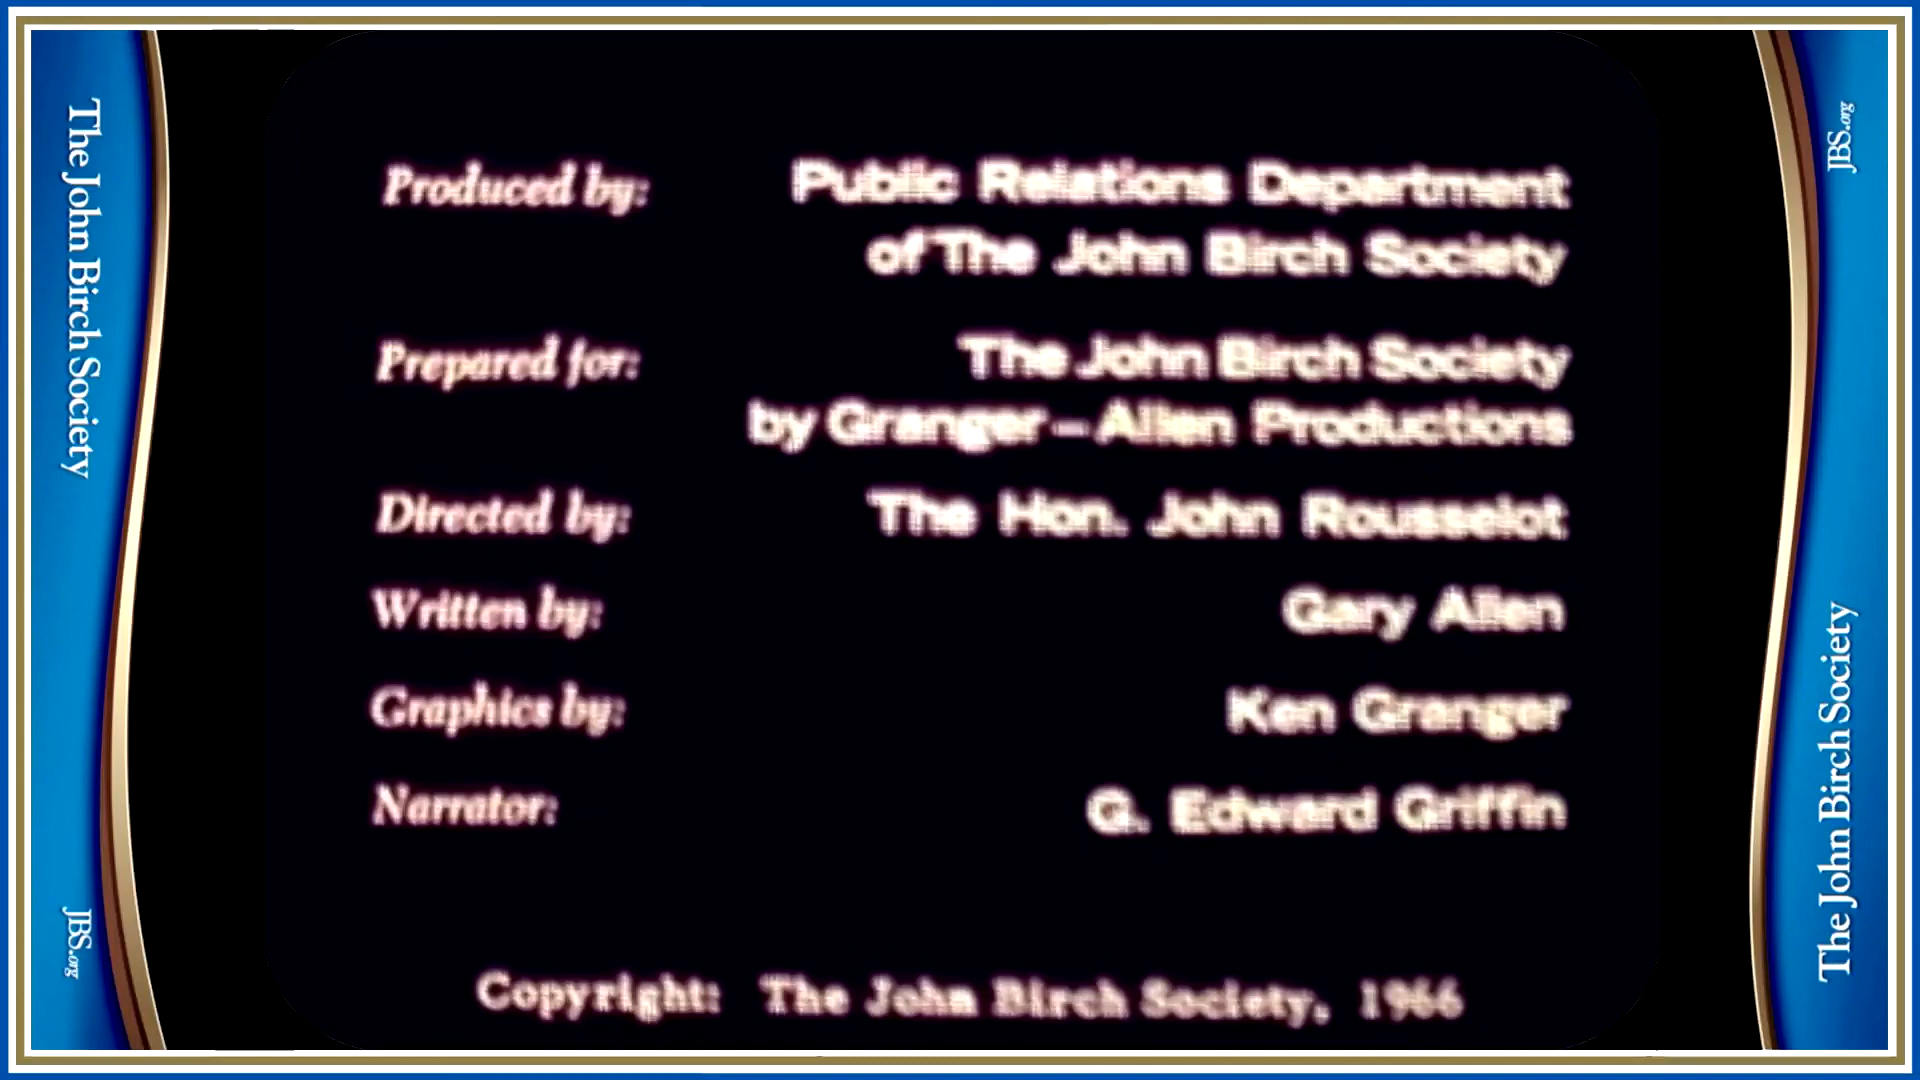 The John Birch Society
JBS.org
Produced by: Public Relations Department
of The John Birch Society
Prepared for: The John Birch Society
by Granger-Allen Productions
Directed by: The Hon. John Rousselot
Written by: Gary Allen
Graphics by: Ken Granger
Narrator: G. Edward Griffin
Copyright: The John Birch Society, 1966
JBS.org
The John Birch Society